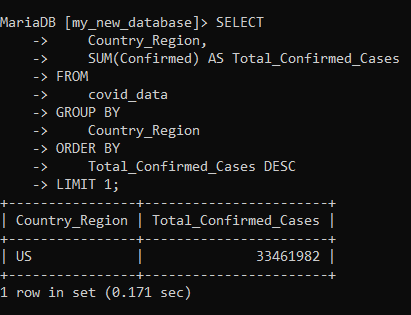 MariaDB [my_new_database]> SELECT
    ->     Country_Region,
    ->     SUM(Confirmed) AS Total_Confirmed_Cases
    -> FROM
    ->     covid_data
    -> GROUP BY
    ->     Country_Region
    -> ORDER BY
    ->     Total_Confirmed_Cases DESC
    -> LIMIT 1;
+----------------+-----------------------+
| Country_Region | Total_Confirmed_Cases |
+----------------+-----------------------+
| US             |              33461982 |
+----------------+-----------------------+
1 row in set (0.171 sec)